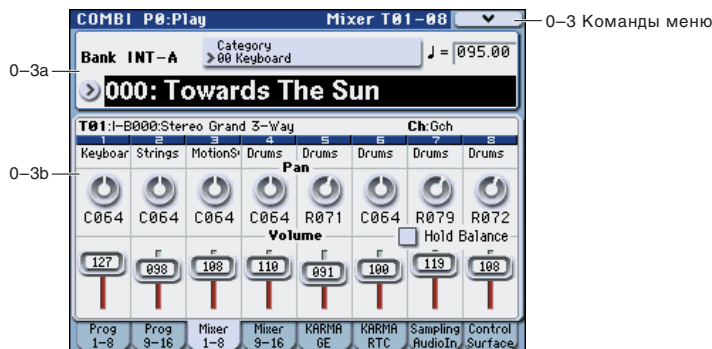 COMBI P0:Play Mixer T01-08
0–3 Команды меню
Category
Bank INT-A >00 Keyboard ♩ = 095.00
0–3a
000: Towards The Sun
T01:I-B000:Stereo Grand 3-Way Ch:Gch
1 2 3 4 5 6 7 8
Keyboar Strings MotionS Drums Drums Drums Drums Drums
0–3b
Pan
C064 C064 C064 C064 R071 C064 R079 R072
Volume Hold Balance
127 098 108 110 091 100 119 108
Prog 1-8 Prog 9-16 Mixer 1-8 Mixer 9-16 KARMA GE KARMA RTC Sampling AudioIn Control Surface